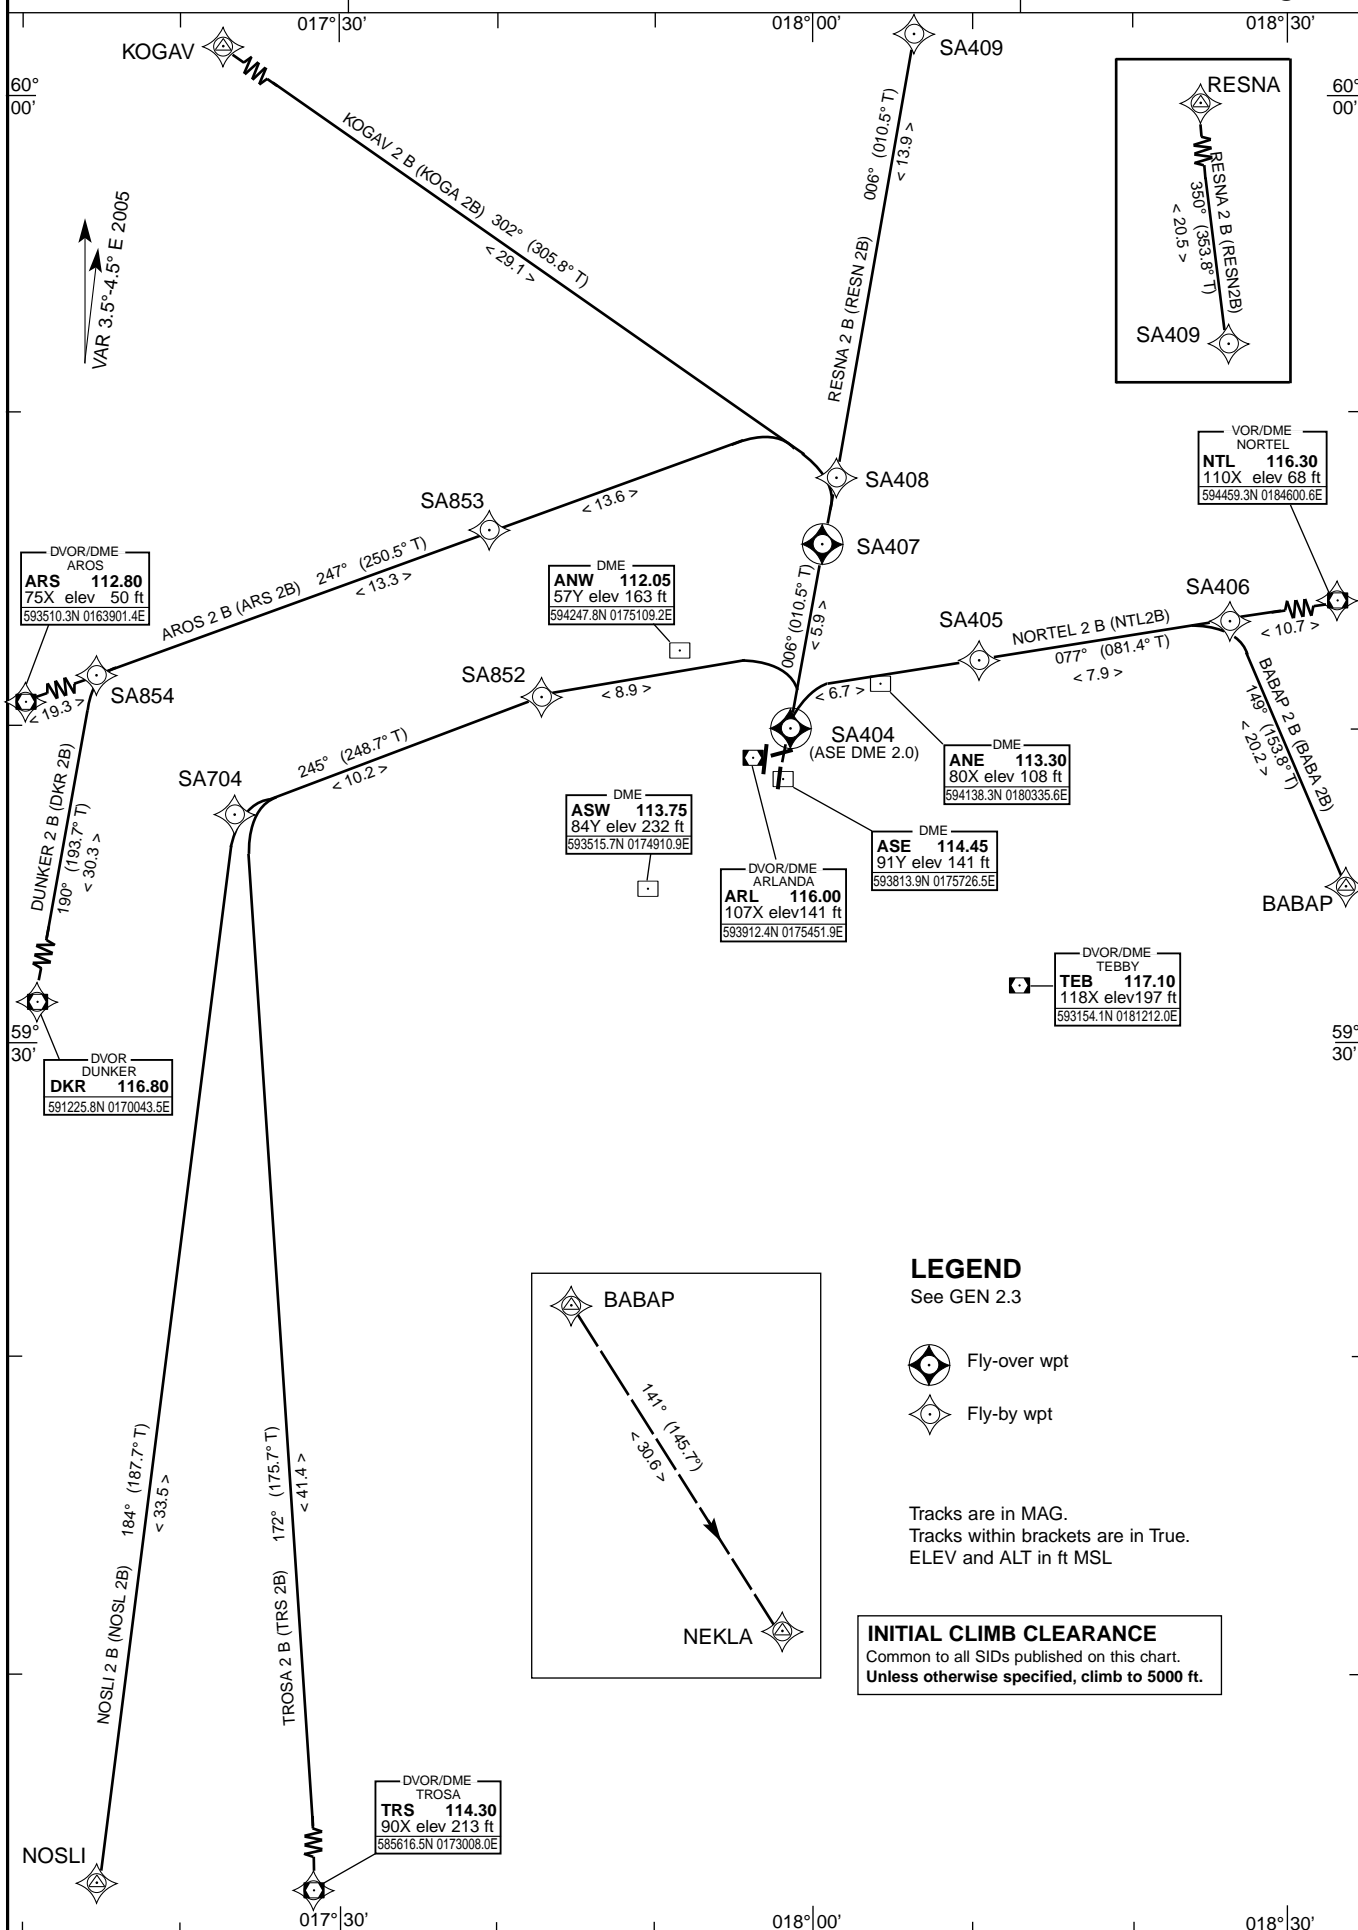 017°30’
018°00’
018°30’
KOGAV
SA409
60°
00’
60°
00’
RESNA
RESNA 2 B (RESN2B)
350° (353.8° T)
< 20.5 >
SA409
KOGAV 2 B (KOGA 2B) 302° (305.8° T)
< 29.1 >
006° (010.5° T)
< 13.9 >
RESNA 2 B (RESN 2B)
VAR 3.5°-4.5° E 2005
VOR/DME
NORTEL
NTL 116.30
110X elev 68 ft
594459.3N 0184600.6E
SA408
SA853
< 13.6 >
SA407
DVOR/DME
AROS
ARS 112.80
75X elev 50 ft
593510.3N 0163901.4E
AROS 2 B (ARS 2B) 247° (250.5° T)
< 13.3 >
DME
ANW 112.05
57Y elev 163 ft
594247.8N 0175109.2E
006° (010.5° T)
< 5.9 >
SA405
SA406
NORTEL 2 B (NTL2B)
077° (081.4° T)
< 7.9 >
< 10.7 >
SA854
< 19.3 >
SA852
< 8.9 >
< 6.7 >
BABAP 2 B (BABA 2B)
149° (153.8° T)
< 20.2 >
SA404
(ASE DME 2.0)
245° (248.7° T)
< 10.2 >
SA704
DUNKER 2 B (DKR 2B)
190° (193.7° T)
< 30.3 >
DME
ANE 113.30
80X elev 108 ft
594138.3N 0180335.6E
DME
ASW 113.75
84Y elev 232 ft
593515.7N 0174910.9E
DME
ASE 114.45
91Y elev 141 ft
593813.9N 0175726.5E
DVOR/DME
ARLANDA
ARL 116.00
107X elev141 ft
593912.4N 0175451.9E
BABAP
DVOR/DME
TEBBY
TEB 117.10
118X elev197 ft
593154.1N 0181212.0E
59°
30’
59°
30’
DVOR
DUNKER
DKR 116.80
591225.8N 0170043.5E
LEGEND
See GEN 2.3
Fly-over wpt
Fly-by wpt
BABAP
141° (145.7°)
< 30.6 >
NEKLA
184° (187.7° T)
< 33.5 >
NOSLI 2 B (NOSL 2B)
172° (175.7° T)
< 41.4 >
TROSA 2 B (TRS 2B)
Tracks are in MAG.
Tracks within brackets are in True.
ELEV and ALT in ft MSL
INITIAL CLIMB CLEARANCE
Common to all SIDs published on this chart.
Unless otherwise specified, climb to 5000 ft.
DVOR/DME
TROSA
TRS 114.30
90X elev 213 ft
585616.5N 0173008.0E
NOSLI
017°30’
018°00’
018°30’